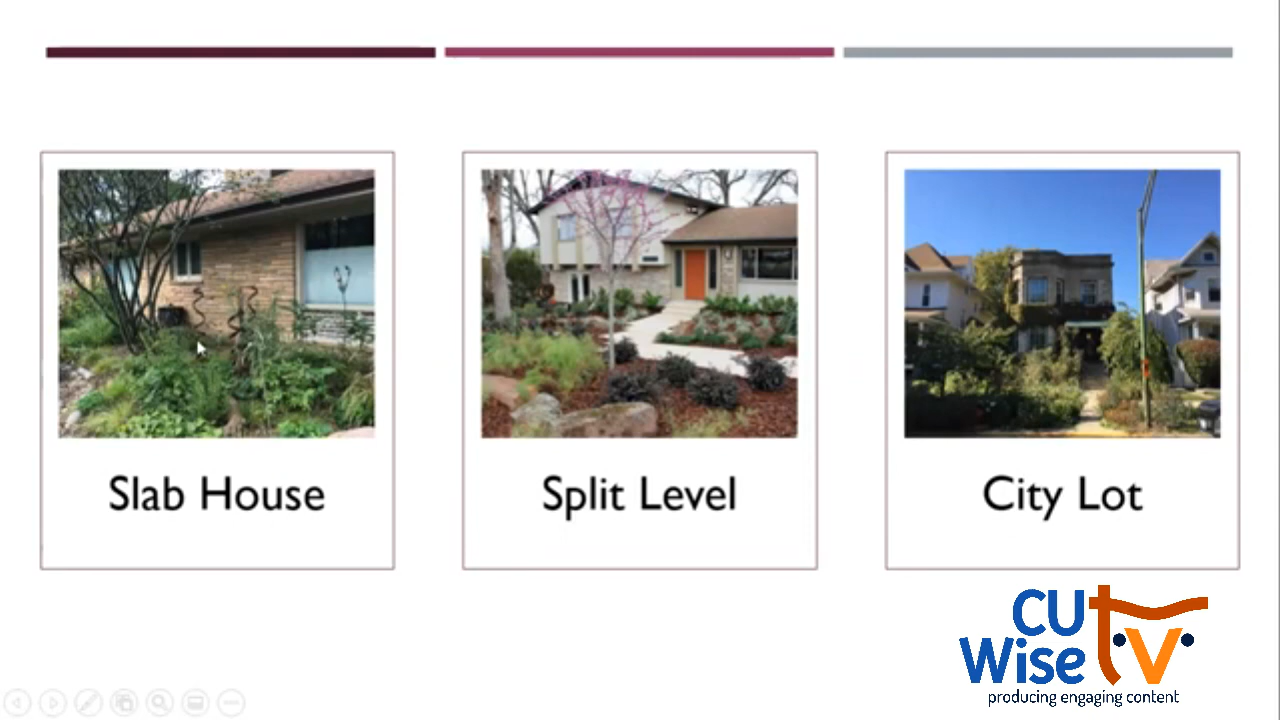 Slab House
Split Level
City Lot
CU
Wise tv
producing engaging content